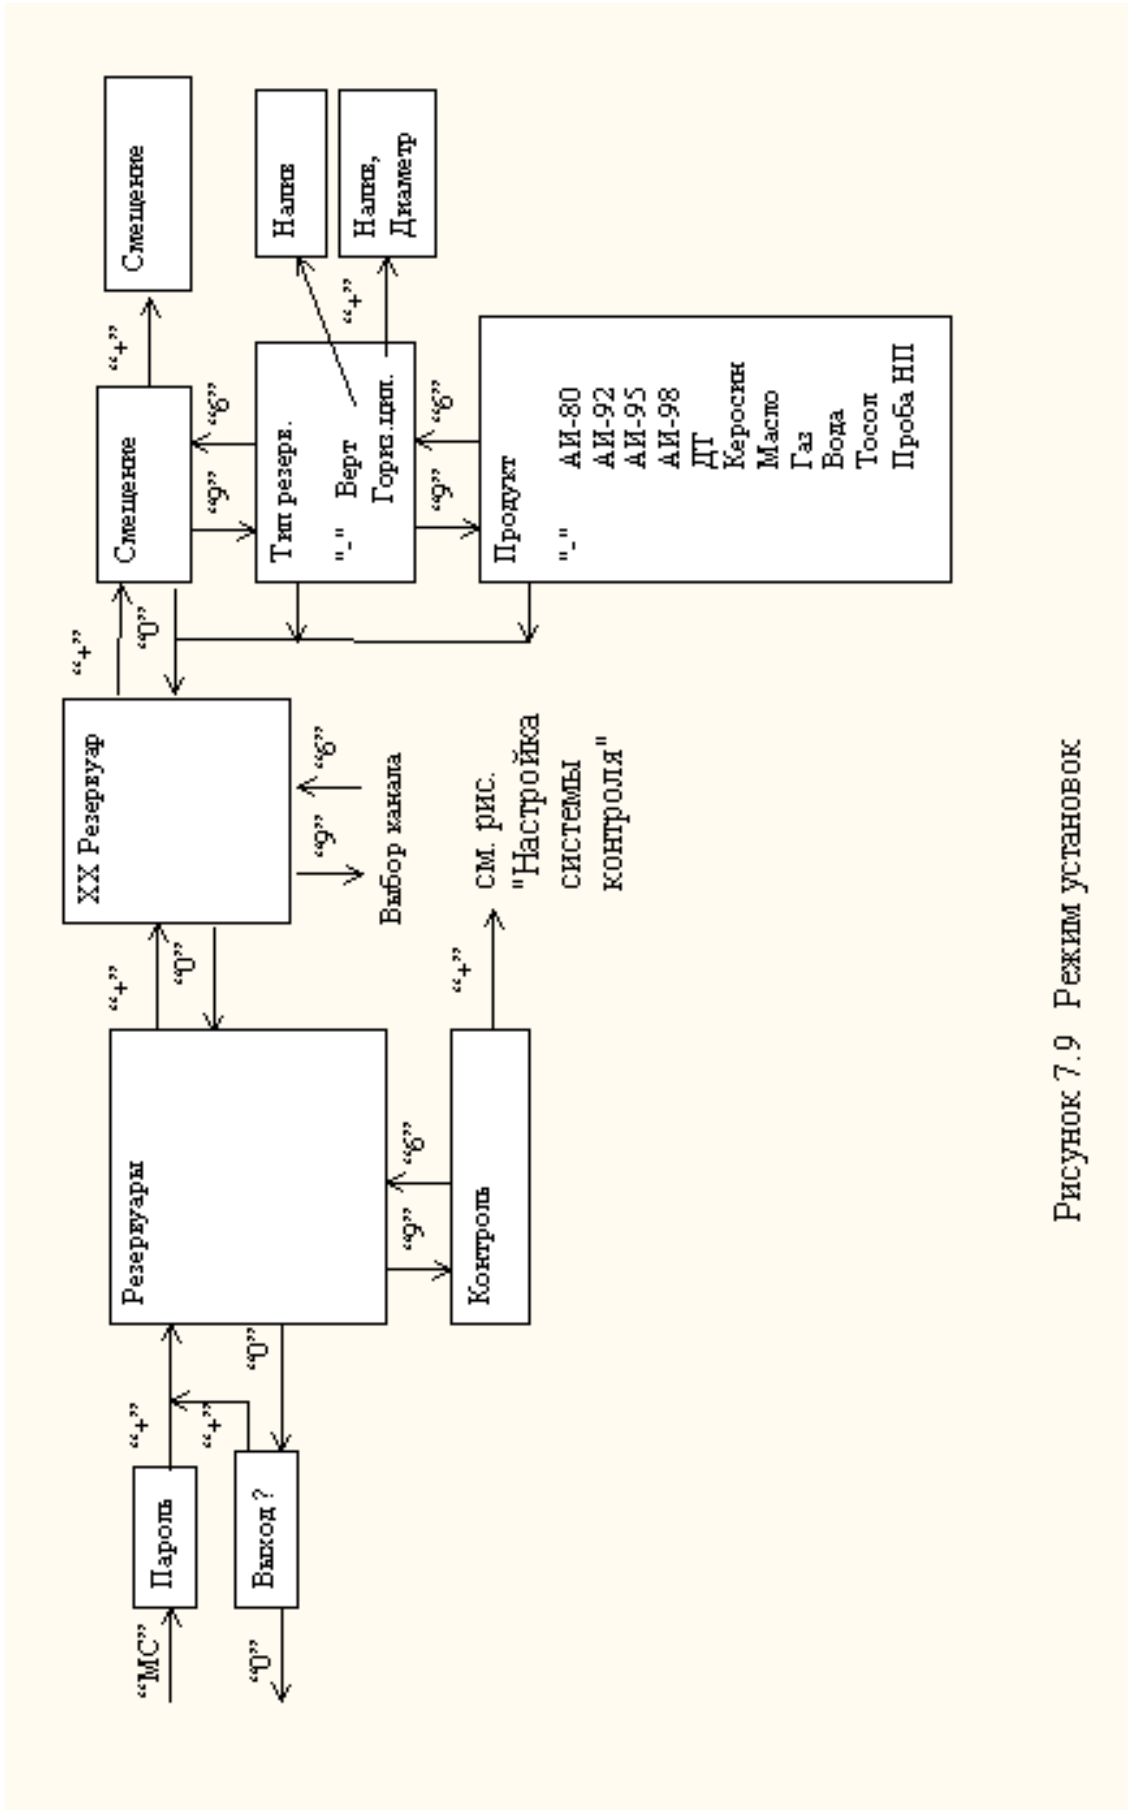 “МС”
Пароль
“+”
“+”
Выход ?
“0”
“0”
Резервуары
“9”
“6”
Контроль
“+”
см. рис.
"Настройка
системы
контроля"
“+”
“0”
XX Резервуар
“9”
“6”
Выбор канала
“+”
“0”
Смещение
“+”
Смещение
“9”
“6”
Тип резерв.
"-" Верт
Гориз.цил.
Налив
“+”
Налив,
Диаметр
“9”
“6”
Продукт
"-" АИ-80
АИ-92
АИ-95
АИ-98
ДТ
Керосин
Масло
Газ
Вода
Тосол
Проба НП
Рисунок 7.9 Режим установок